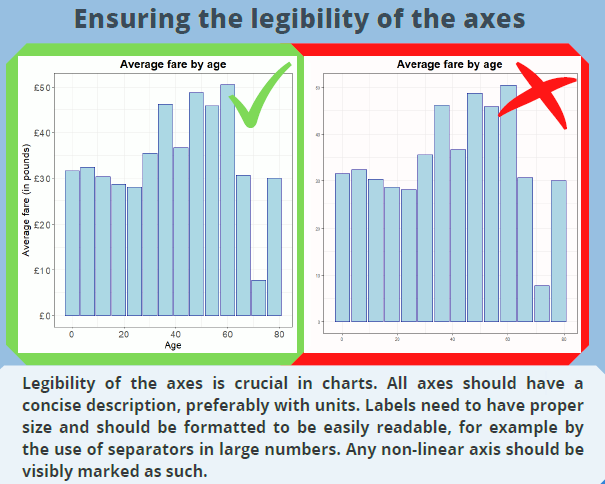 Ensuring the legibility of the axes
Average fare by age
£50
£40
£30
£20
£10
£0
Average fare (in pounds)
0 20 40 60 80
Age
Average fare by age
50
40
30
20
10
0
0 20 40 60 80
Legibility of the axes is crucial in charts. All axes should have a
concise description, preferably with units. Labels need to have proper
size and should be formatted to be easily readable, for example by
the use of separators in large numbers. Any non-linear axis should be
visibly marked as such.